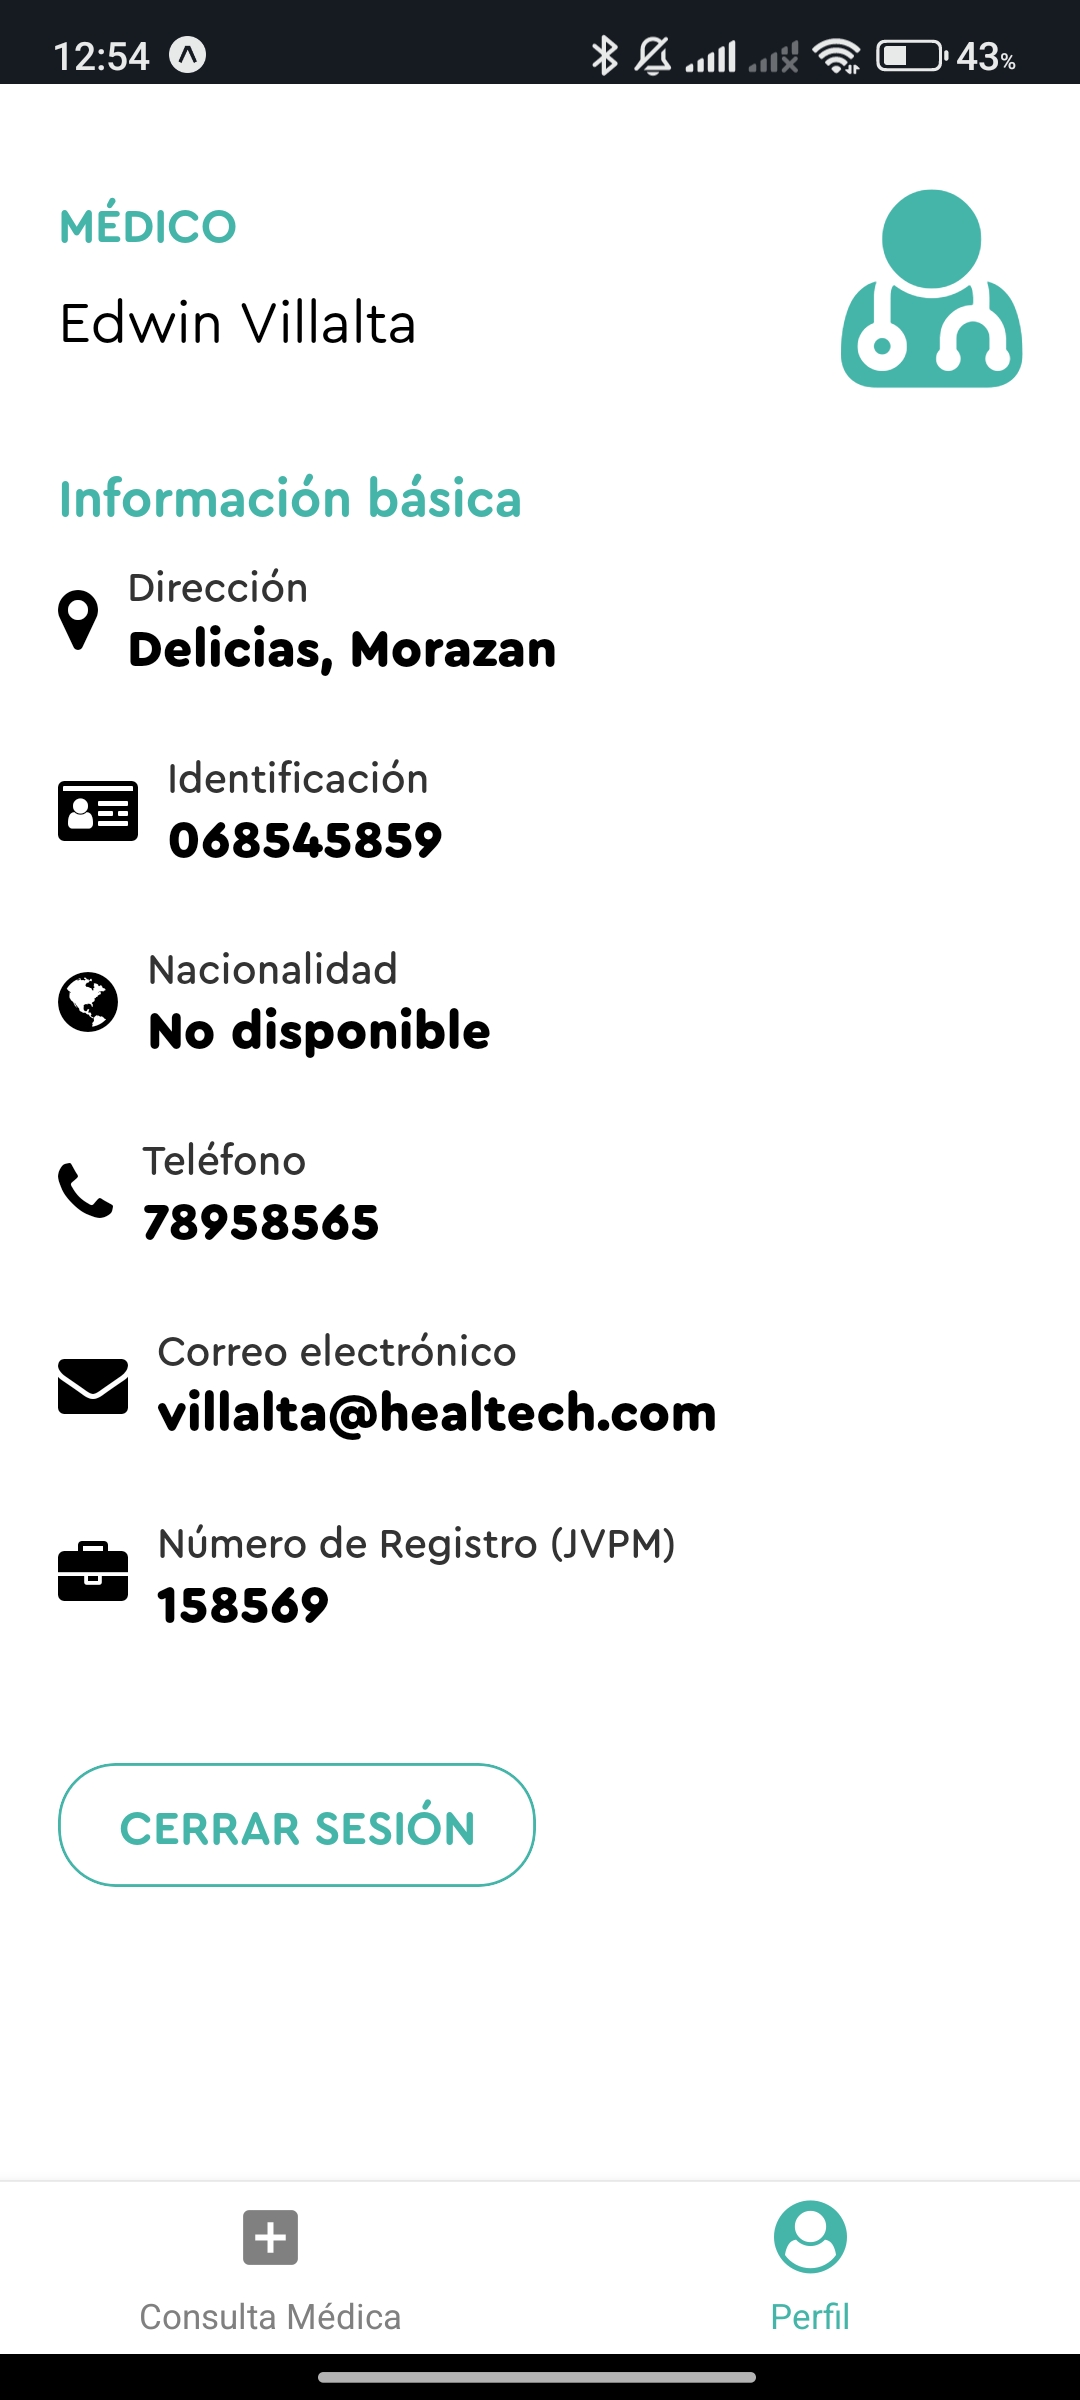 12:54
43%
MÉDICO
Edwin Villalta
Información básica
Dirección
Delicias, Morazan
Identificación
068545859
Nacionalidad
No disponible
Teléfono
78958565
Correo electrónico
villalta@healtech.com
Número de Registro (JVPM)
158569
CERRAR SESIÓN
Consulta Médica
Perfil